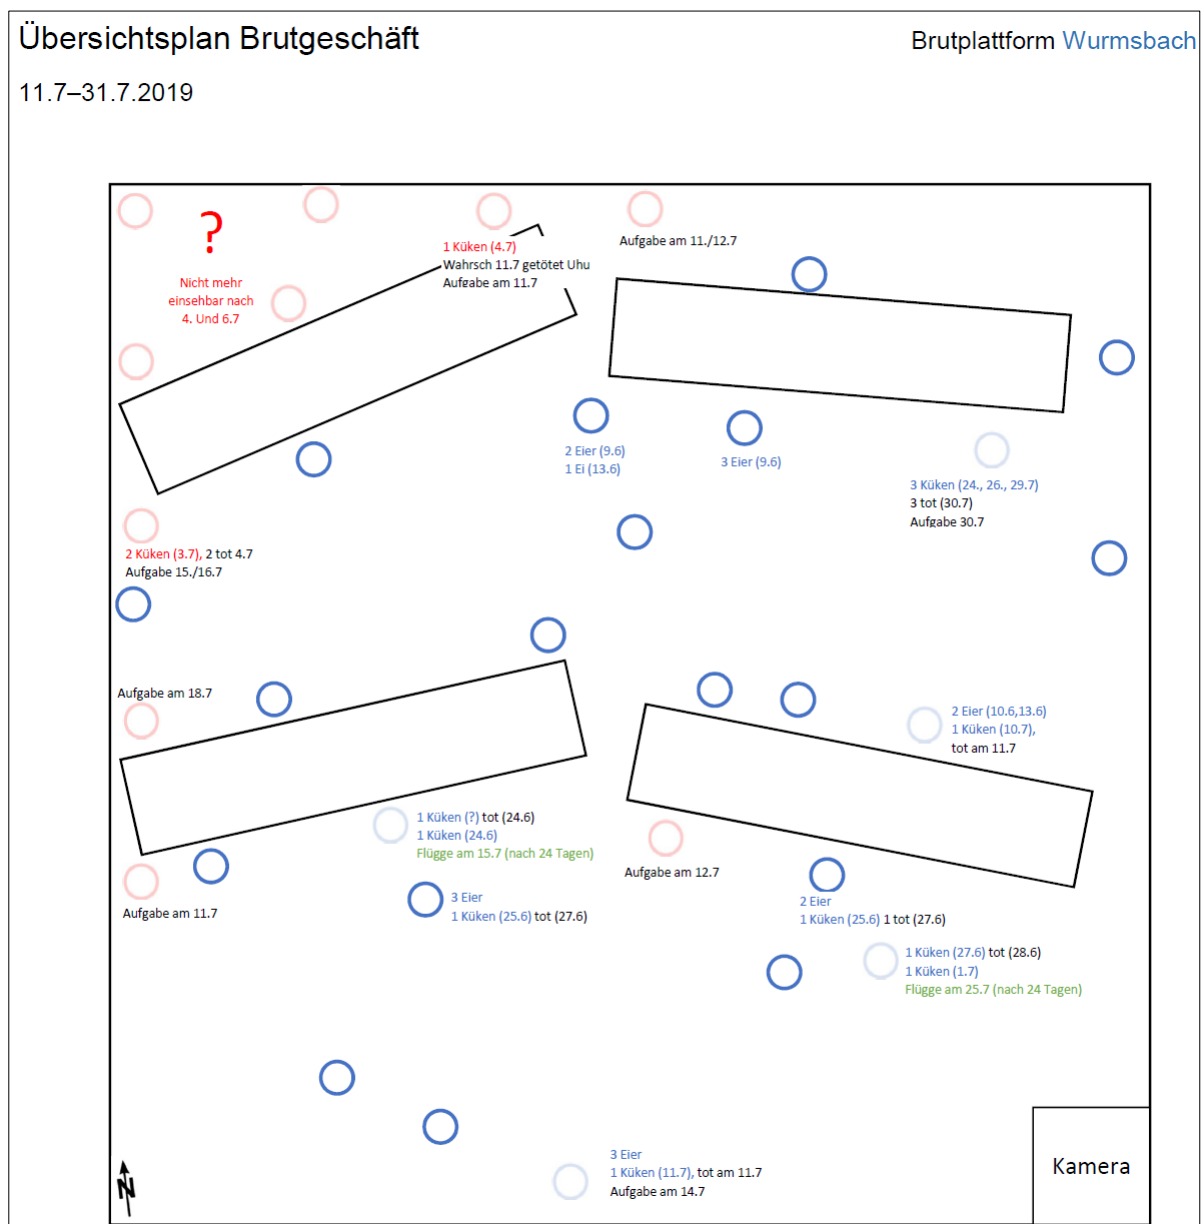 Übersichtsplan Brutgeschäft
Brutplattform Wurmsbach
11.7–31.7.2019
?
Nicht mehr
einsehbar nach
4. Und 6.7
1 Küken (4.7)
Wahrsch 11.7 getötet Uhu
Aufgabe am 11.7
Aufgabe am 11./12.7
2 Eier (9.6)
1 Ei (13.6)
3 Eier (9.6)
3 Küken (24., 26., 29.7)
3 tot (30.7)
Aufgabe 30.7
2 Küken (3.7), 2 tot 4.7
Aufgabe 15./16.7
Aufgabe am 18.7
2 Eier (10.6,13.6)
1 Küken (10.7),
tot am 11.7
1 Küken (?) tot (24.6)
1 Küken (24.6)
Flügge am 15.7 (nach 24 Tagen)
Aufgabe am 12.7
Aufgabe am 11.7
3 Eier
1 Küken (25.6) tot (27.6)
2 Eier
1 Küken (25.6) 1 tot (27.6)
1 Küken (27.6) tot (28.6)
1 Küken (1.7)
Flügge am 25.7 (nach 24 Tagen)
3 Eier
1 Küken (11.7), tot am 11.7
Aufgabe am 14.7
Kamera
N